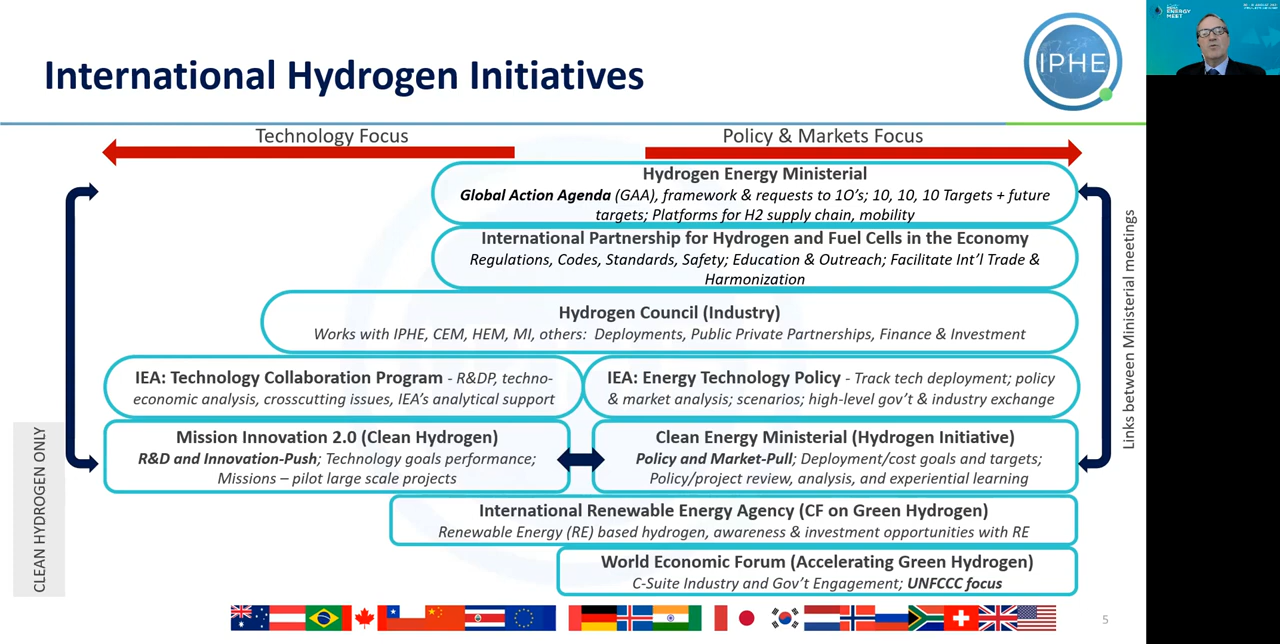 International Hydrogen Initiatives
IPHE
ENERGY
MEET
Technology Focus
Policy & Markets Focus
Hydrogen Energy Ministerial
Global Action Agenda (GAA), framework & requests to 1O's; 10, 10, 10 Targets + future
targets; Platforms for H2 supply chain, mobility
International Partnership for Hydrogen and Fuel Cells in the Economy
Regulations, Codes, Standards, Safety; Education & Outreach; Facilitate Int'l Trade &
Harmonization
Hydrogen Council (Industry)
Works with IPHE, CEM, HEM, MI, others: Deployments, Public Private Partnerships, Finance & Investment
IEA: Technology Collaboration Program - R&DP, techno-
economic analysis, crosscutting issues, IEA's analytical support
IEA: Energy Technology Policy - Track tech deployment; policy
& market analysis; scenarios; high-level gov't & industry exchange
Mission Innovation 2.0 (Clean Hydrogen)
R&D and Innovation-Push; Technology goals performance;
Missions – pilot large scale projects
Clean Energy Ministerial (Hydrogen Initiative)
Policy and Market-Pull; Deployment/cost goals and targets;
Policy/project review, analysis, and experiential learning
International Renewable Energy Agency (CF on Green Hydrogen)
Renewable Energy (RE) based hydrogen, awareness & investment opportunities with RE
World Economic Forum (Accelerating Green Hydrogen)
C-Suite Industry and Gov't Engagement; UNFCCC focus
CLEAN HYDROGEN ONLY
Links between Ministerial meetings
5